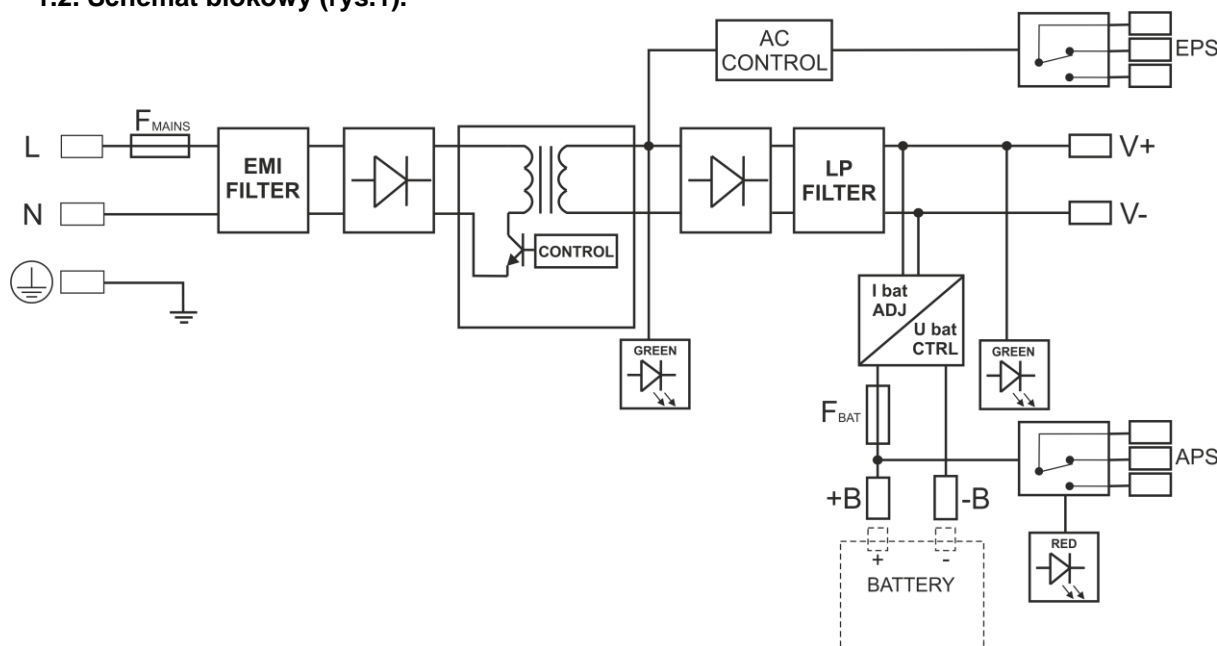 1.2. Schemat blokowy (rys.1).
AC
CONTROL
EPS
F MAINS
L
EMI
FILTER
LP
FILTER
V+
N
V-
CONTROL
I bat
ADJ
U bat
CTRL
GREEN
GREEN
F BAT
APS
+B
-B
RED
+ -
BATTERY